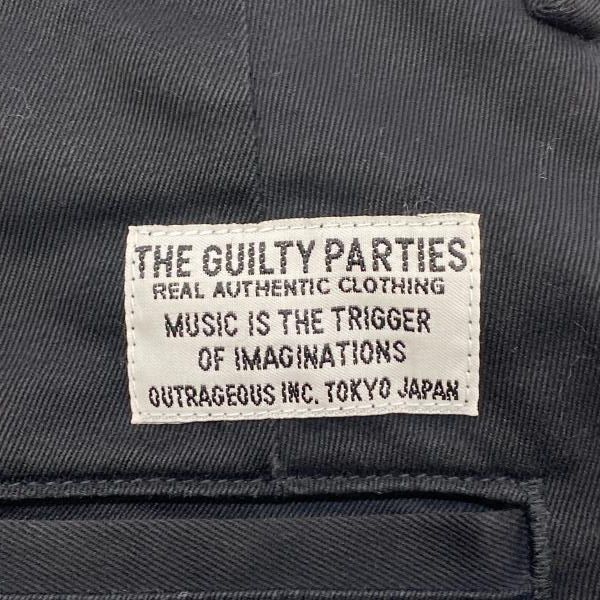 THE GUILTY PARTIES
REAL AUTHENTIC CLOTHING
MUSIC IS THE TRIGGER
OF IMAGINATIONS
OUTRAGEOUS INC. TOKYO JAPAN